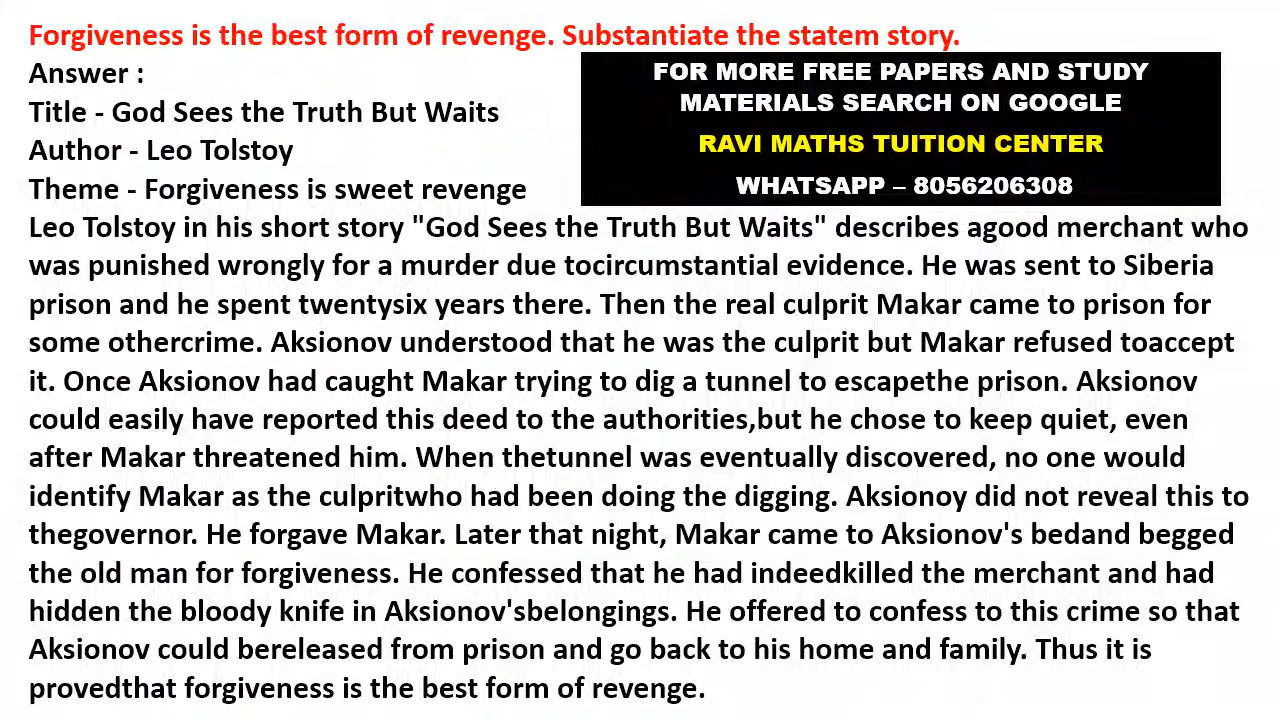 Forgiveness is the best form of revenge. Substantiate the statem story.
Answer :
Title - God Sees the Truth But Waits
Author - Leo Tolstoy
Theme - Forgiveness is sweet revenge
FOR MORE FREE PAPERS AND STUDY
MATERIALS SEARCH ON GOOGLE
RAVI MATHS TUITION CENTER
WHATSAPP – 8056206308
Leo Tolstoy in his short story "God Sees the Truth But Waits" describes agood merchant who
was punished wrongly for a murder due tocircumstantial evidence. He was sent to Siberia
prison and he spent twentysix years there. Then the real culprit Makar came to prison for
some othercrime. Aksionov understood that he was the culprit but Makar refused toaccept
it. Once Aksionov had caught Makar trying to dig a tunnel to escapethe prison. Aksionov
could easily have reported this deed to the authorities,but he chose to keep quiet, even
after Makar threatened him. When thetunnel was eventually discovered, no one would
identify Makar as the culpritwho had been doing the digging. Aksionoy did not reveal this to
thegovernor. He forgave Makar. Later that night, Makar came to Aksionov's bedand begged
the old man for forgiveness. He confessed that he had indeedkilled the merchant and had
hidden the bloody knife in Aksionov'sbelongings. He offered to confess to this crime so that
Aksionov could bereleased from prison and go back to his home and family. Thus it is
provedthat forgiveness is the best form of revenge.